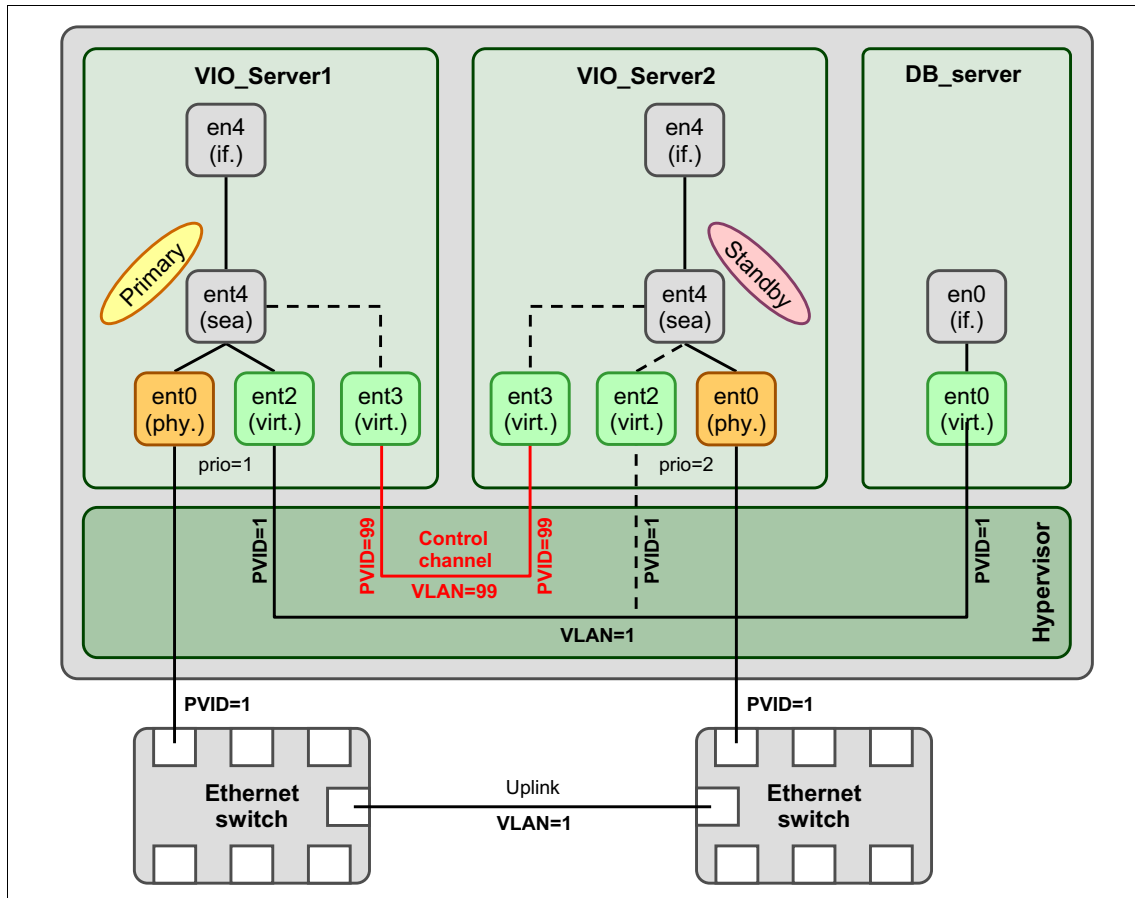 VIO_Server1
VIO_Server2
DB_server
en4
(if.)
en4
(if.)
Primary
Standby
ent4
(sea)
ent4
(sea)
en0
(if.)
ent0
(phy.)
ent2
(virt.)
ent3
(virt.)
ent3
(virt.)
ent2
(virt.)
ent0
(phy.)
ent0
(virt.)
prio=1
prio=2
PVID=1
PVID=99
Control
channel
PVID=99
PVID=1
PVID=1
VLAN=99
VLAN=1
Hypervisor
PVID=1
PVID=1
Ethernet
switch
Uplink
VLAN=1
Ethernet
switch